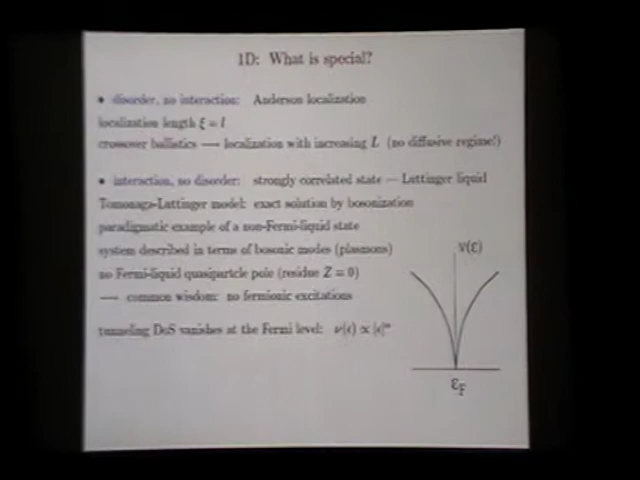 1D: What is special?
• disorder, no interaction: Anderson localization
localization length ξ = l
crossover ballistics — localization with increasing L (no diffusive regime!)
• interaction, no disorder: strongly correlated state — Luttinger liquid
Tomonaga-Luttinger model: exact solution by bosonization
paradigmatic example of a non-Fermi-liquid state
system described in terms of bosonic modes (plasmons)
no Fermi-liquid quasiparticle pole (residue Z = 0)
— common wisdom: no fermionic excitations
tunneling DoS vanishes at the Fermi level: ν(ϵ) ∝ |ϵ|^α
ν(ε)
ε_F